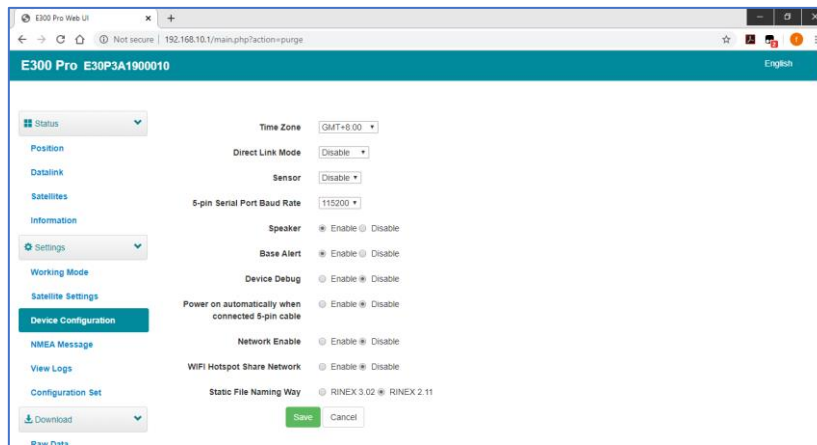 E300 Pro Web UI
Not secure | 192.168.10.1/main.php?action=purge
E300 Pro E30P3A1900010
English
Status
Position
Datalink
Satellites
Information
Settings
Working Mode
Satellite Settings
Device Configuration
NMEA Message
View Logs
Configuration Set
Download
Raw Data
Time Zone GMT+8:00
Direct Link Mode Disable
Sensor Disable
5-pin Serial Port Baud Rate 115200
Speaker Enable Disable
Base Alert Enable Disable
Device Debug Enable Disable
Power on automatically when Enable Disable
connected 5-pin cable
Network Enable Enable Disable
WIFI Hotspot Share Network Enable Disable
Static File Naming Way RINEX 3.02 RINEX 2.11
Save Cancel